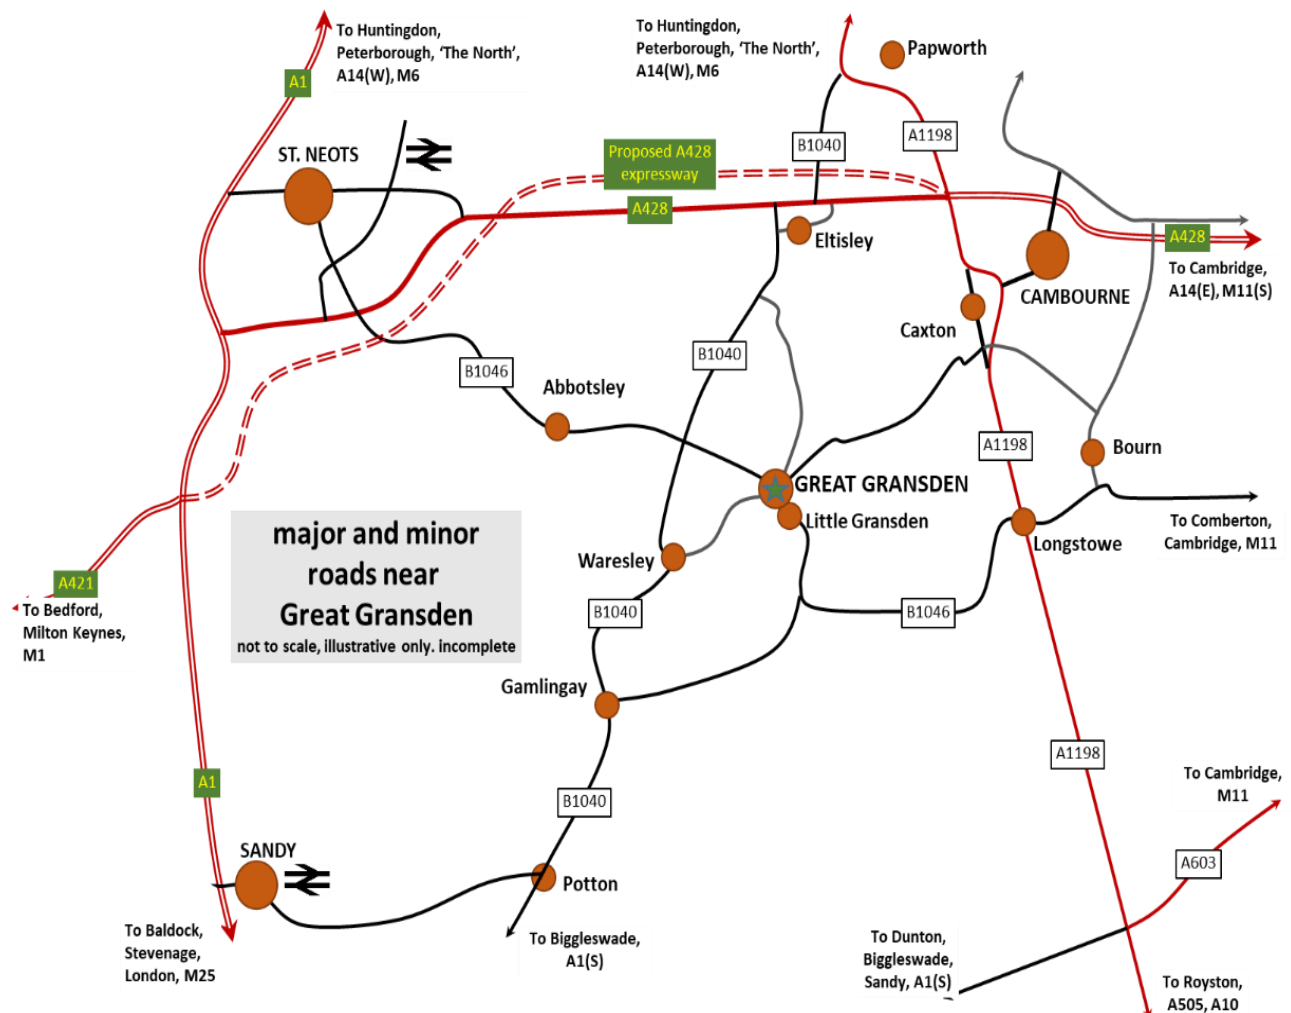 To Huntingdon,
Peterborough, 'The North',
A14(W), M6
A1
To Huntingdon,
Peterborough, 'The North',
A14(W), M6
Papworth
A1198
B1040
ST. NEOTS
Proposed A428
expressway
A428
Eltisley
A428
To Cambridge,
A14(E), M11(S)
CAMBOURNE
Caxton
B1040
B1046
Abbotsley
A1198
Bourn
GREAT GRANSDEN
Little Gransden
To Comberton,
Cambridge, M11
Longstowe
major and minor
roads near
Great Gransden
not to scale, illustrative only. incomplete
Waresley
A421
To Bedford,
Milton Keynes,
M1
B1040
B1046
Gamlingay
A1198
A1
B1040
To Cambridge,
M11
A603
SANDY
Potton
To Baldock,
Stevenage,
London, M25
To Biggleswade,
A1(S)
To Dunton,
Biggleswade,
Sandy, A1(S)
To Royston,
A505, A10